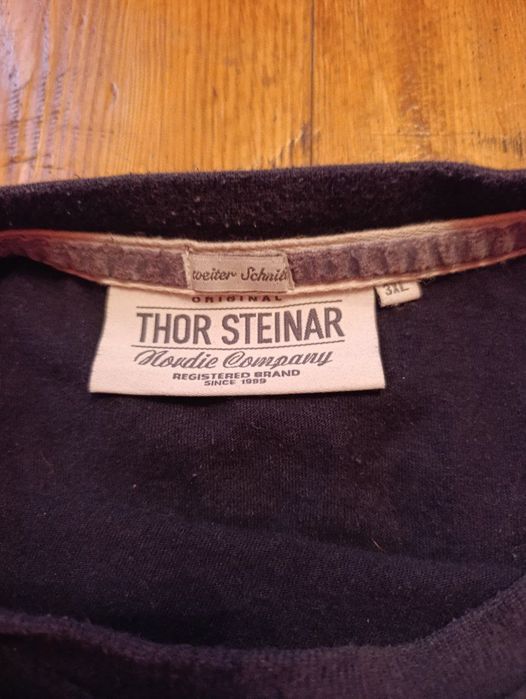 weiter Schnitt
ORIGINAL
THOR STEINAR
Nordic Company
REGISTERED BRAND
SINCE 1999
3XL